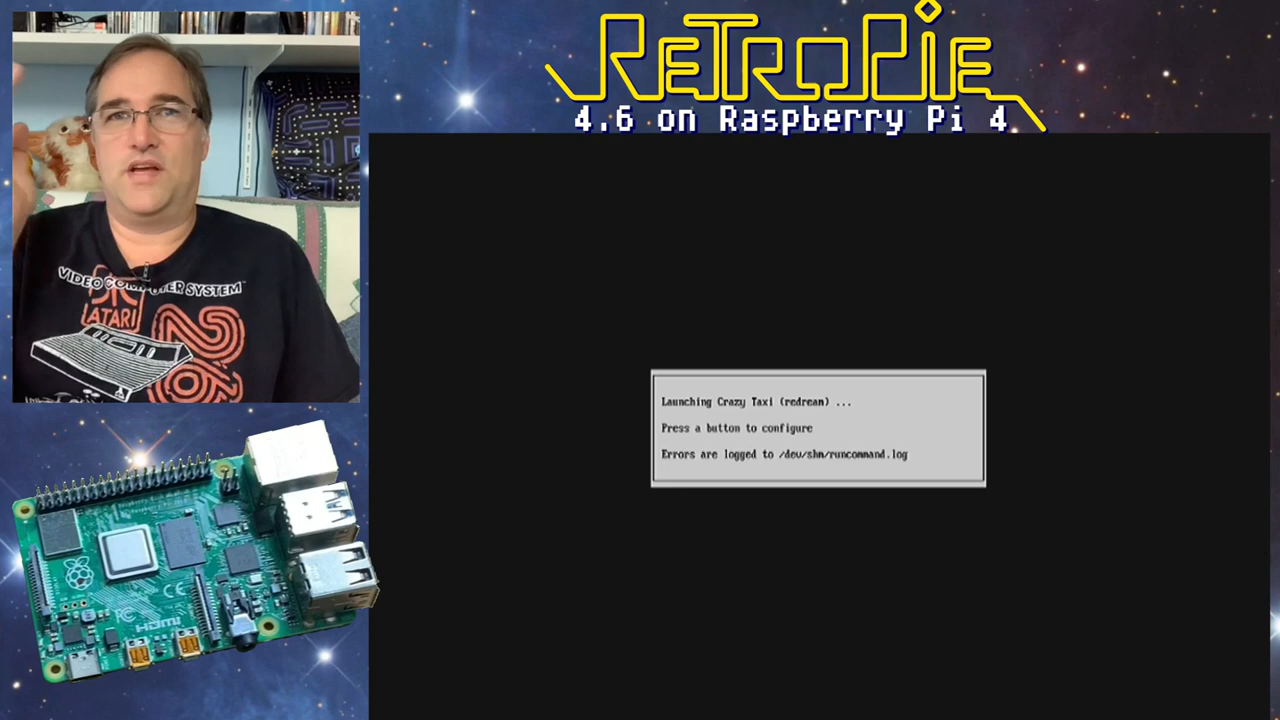 RETROPIE
4.6 on Raspberry Pi 4
VIDEO COMPUTER SYSTEM
ATARI
Launching Crazy Taxi (redream) ...
Press a button to configure
Errors are logged to /dev/shm/runcommand.log
HDMI